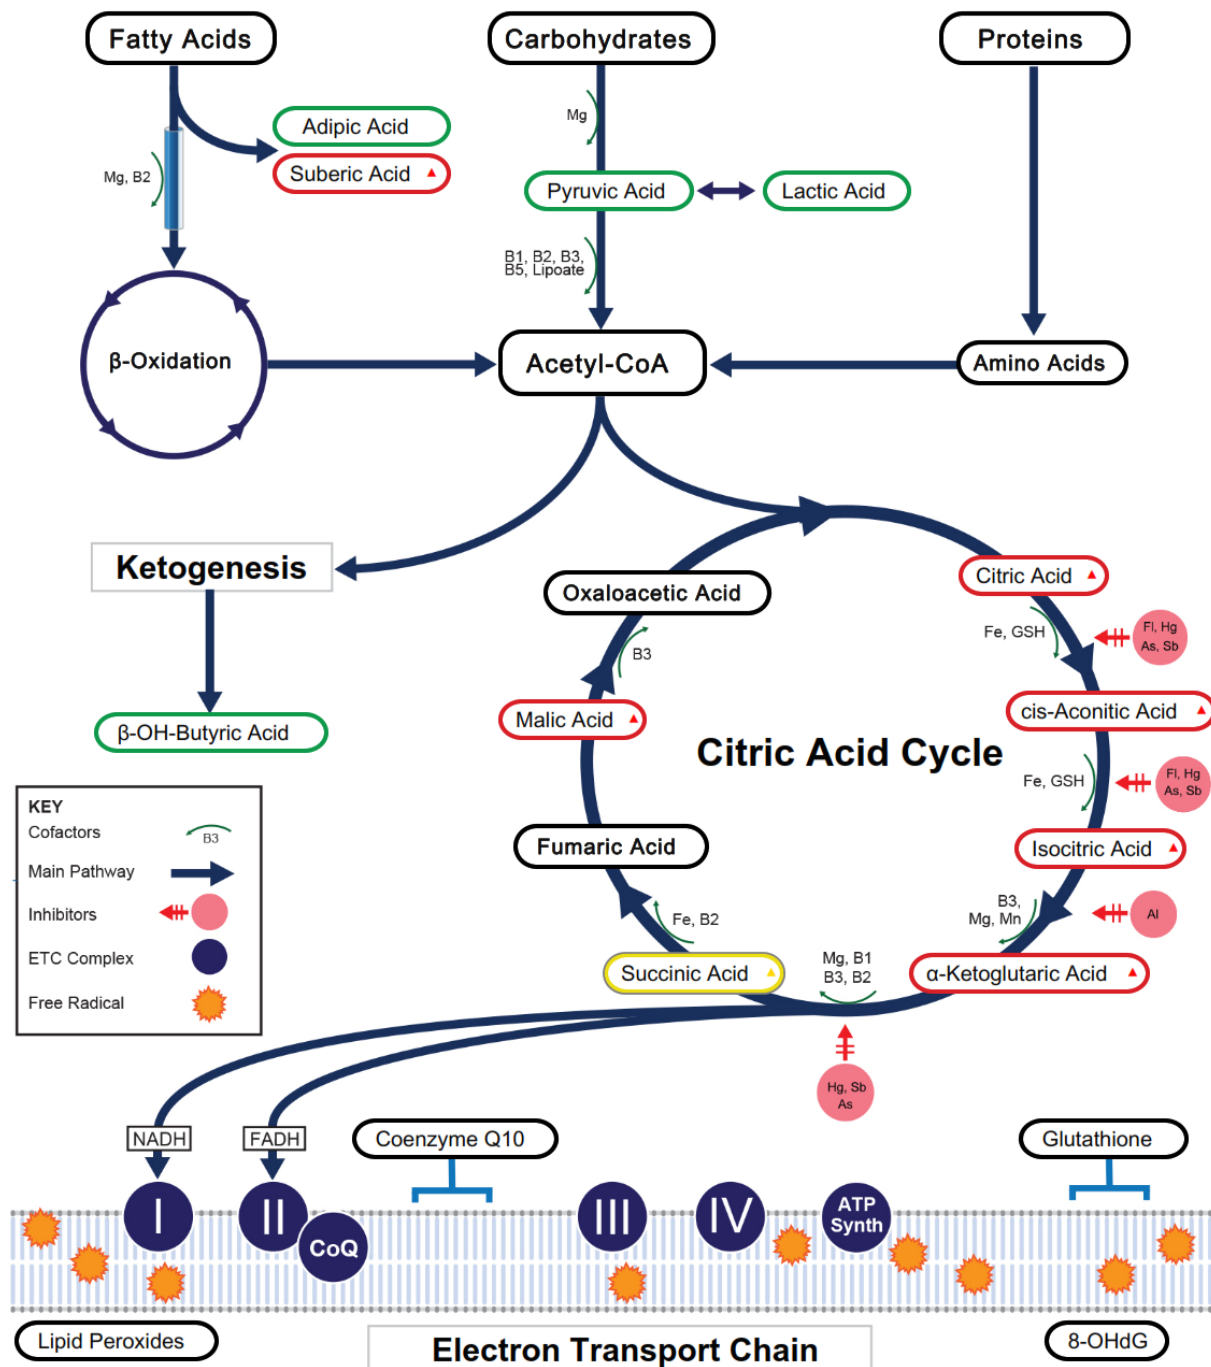 Fatty Acids
Carbohydrates
Proteins
Adipic Acid
Suberic Acid
Mg, B2
Mg
Pyruvic Acid
Lactic Acid
B1, B2, B3,
B5, Lipoate
β-Oxidation
Acetyl-CoA
Amino Acids
Ketogenesis
β-OH-Butyric Acid
Oxaloacetic Acid
Citric Acid
Fe, GSH
Fl, Hg
As, Sb
B3
Malic Acid
cis-Aconitic Acid
Citric Acid Cycle
Fe, GSH
Fl, Hg
As, Sb
Fumaric Acid
Isocitric Acid
B3,
Mg, Mn
Al
Fe, B2
Succinic Acid
Mg, B1
B3, B2
α-Ketoglutaric Acid
Hg, Sb
As
KEY
Cofactors
B3
Main Pathway
Inhibitors
ETC Complex
Free Radical
NADH
FADH
Coenzyme Q10
Glutathione
I
II
CoQ
III
IV
ATP
Synth
Lipid Peroxides
Electron Transport Chain
8-OHdG